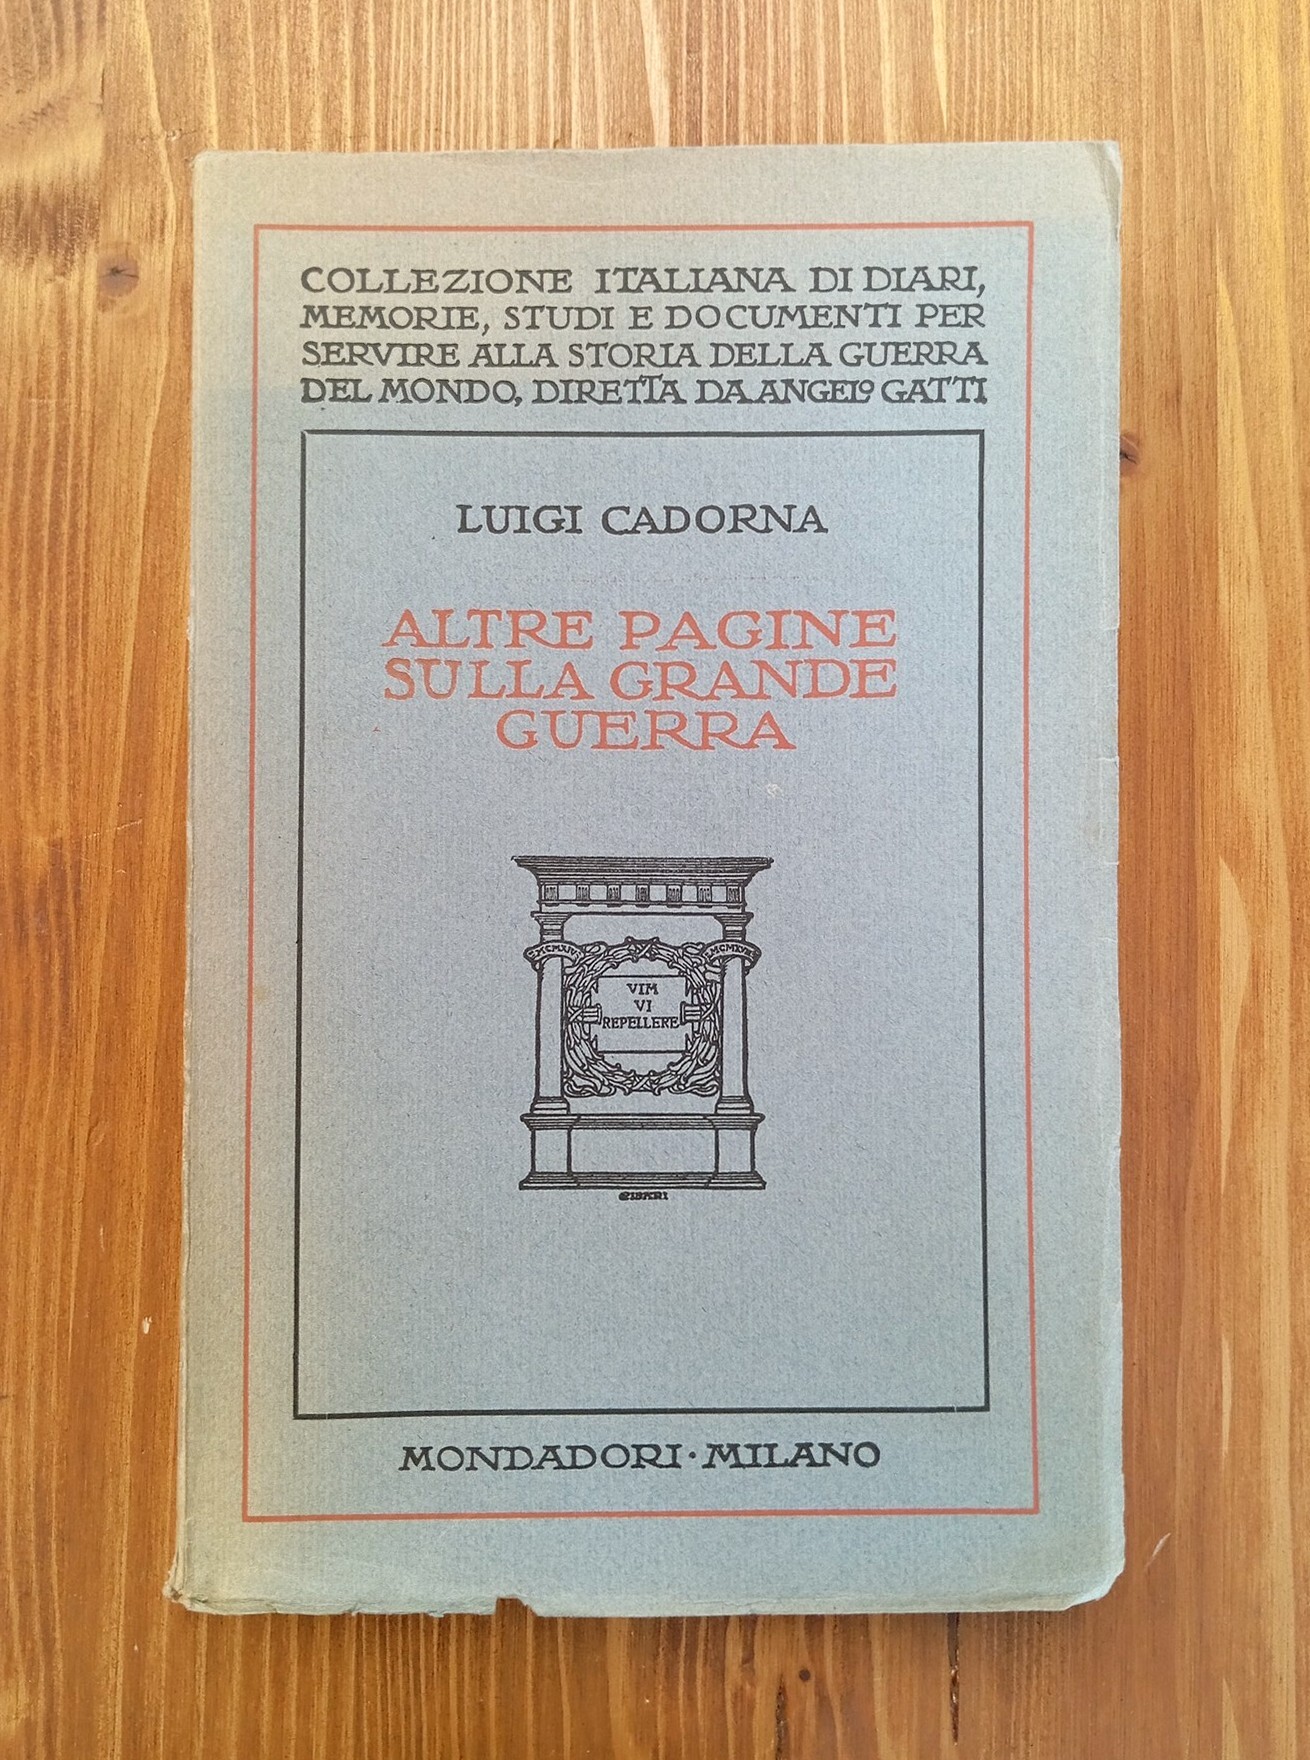 COLLEZIONE ITALIANA DI DIARI,
MEMORIE, STUDI E DOCUMENTI PER
SERVIRE ALLA STORIA DELLA GUERRA
DEL MONDO, DIRETTA DA ANGELO GATTI
LUIGI CADORNA
ALTRE PAGINE
SULLA GRANDE
GUERRA
VIM
VI
REPELLERE
CISARI
MONDADORI · MILANO